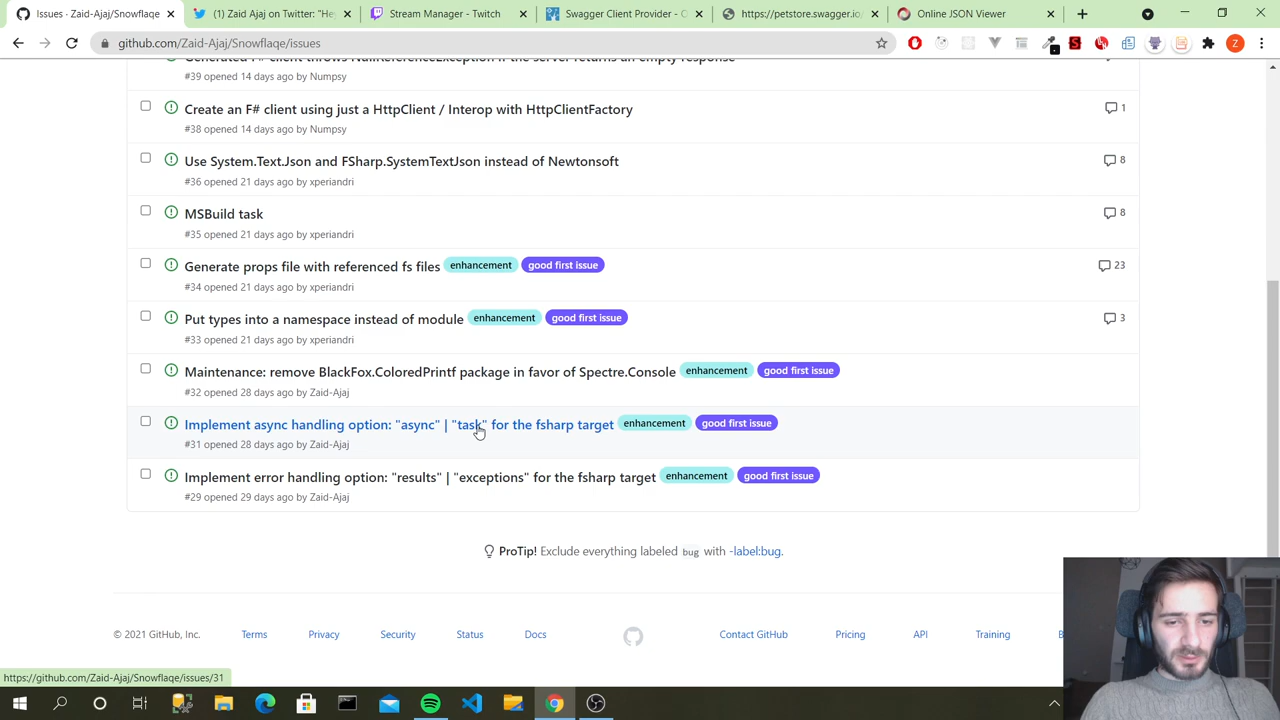 Issues - Zaid-Ajaj/Snowflaqe
(1) Zaid Ajaj on Twitter: "He
Stream Manager - Twitch
Swagger Client Provider - O
https://petstore.swagger.io/
Online JSON Viewer
github.com/Zaid-Ajaj/Snowflaqe/issues
Z
Generated F# client throws NullReferenceException if the server returns an empty response
#39 opened 14 days ago by Numpsy
Create an F# client using just a HttpClient / Interop with HttpClientFactory
1
#38 opened 14 days ago by Numpsy
Use System.Text.Json and FSharp.SystemTextJson instead of Newtonsoft
8
#36 opened 21 days ago by xperiandri
MSBuild task
8
#35 opened 21 days ago by xperiandri
Generate props file with referenced fs files enhancement good first issue
23
#34 opened 21 days ago by xperiandri
Put types into a namespace instead of module enhancement good first issue
3
#33 opened 21 days ago by xperiandri
Maintenance: remove BlackFox.ColoredPrintf package in favor of Spectre.Console enhancement good first issue
#32 opened 28 days ago by Zaid-Ajaj
Implement async handling option: "async" | "task" for the fsharp target enhancement good first issue
#31 opened 28 days ago by Zaid-Ajaj
Implement error handling option: "results" | "exceptions" for the fsharp target enhancement good first issue
#29 opened 29 days ago by Zaid-Ajaj
ProTip! Exclude everything labeled bug with -label:bug.
© 2021 GitHub, Inc.
Terms
Privacy
Security
Status
Docs
Contact GitHub
Pricing
API
Training
https://github.com/Zaid-Ajaj/Snowflaqe/issues/31